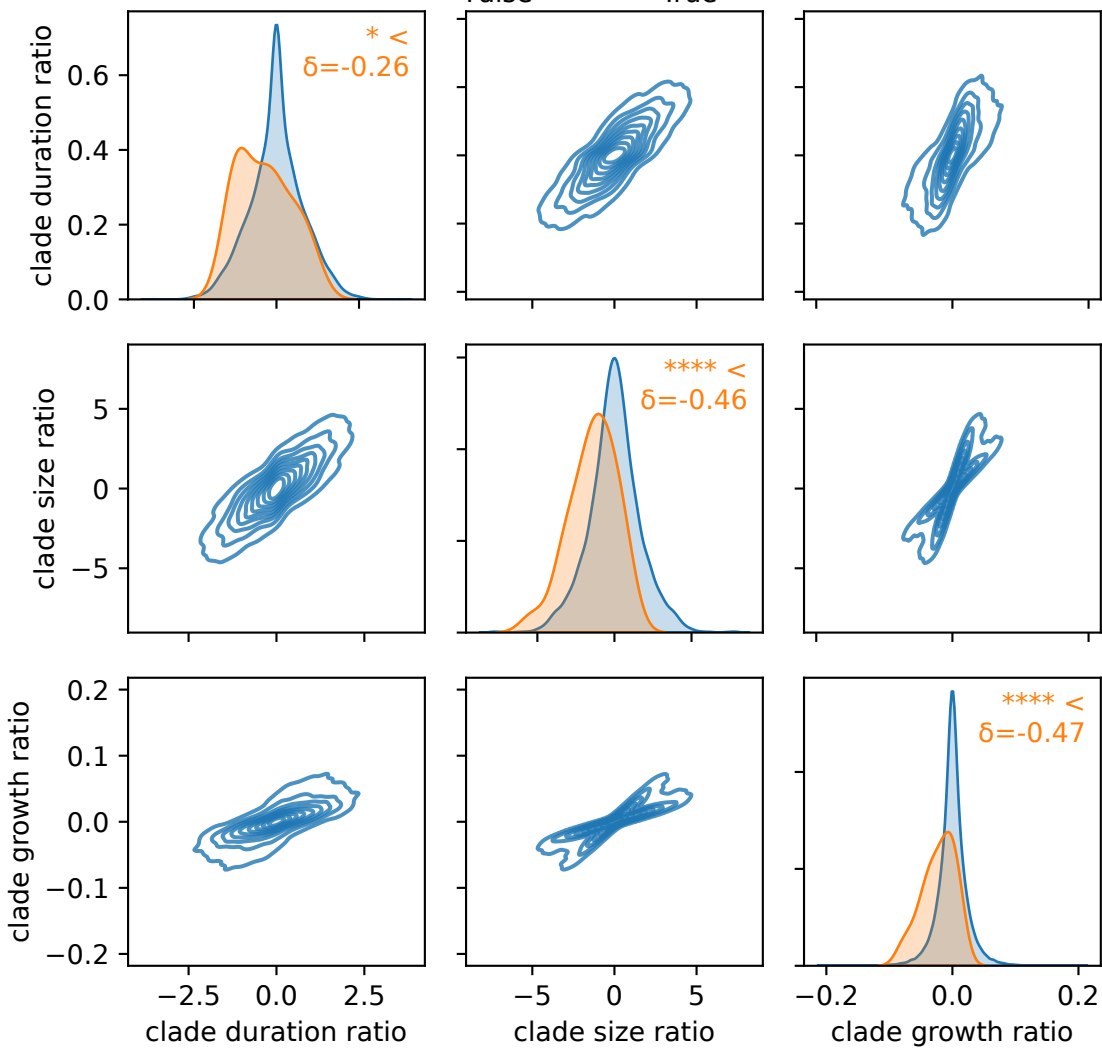 clade duration ratio
0.6
0.4
0.2
0.0
* <
δ=-0.26
clade size ratio
5
0
−5
**** <
δ=-0.46
clade growth ratio
0.2
0.1
0.0
−0.1
−0.2
**** <
δ=-0.47
−2.5 0.0 2.5
clade duration ratio
−5 0 5
clade size ratio
−0.2 0.0 0.2
clade growth ratio